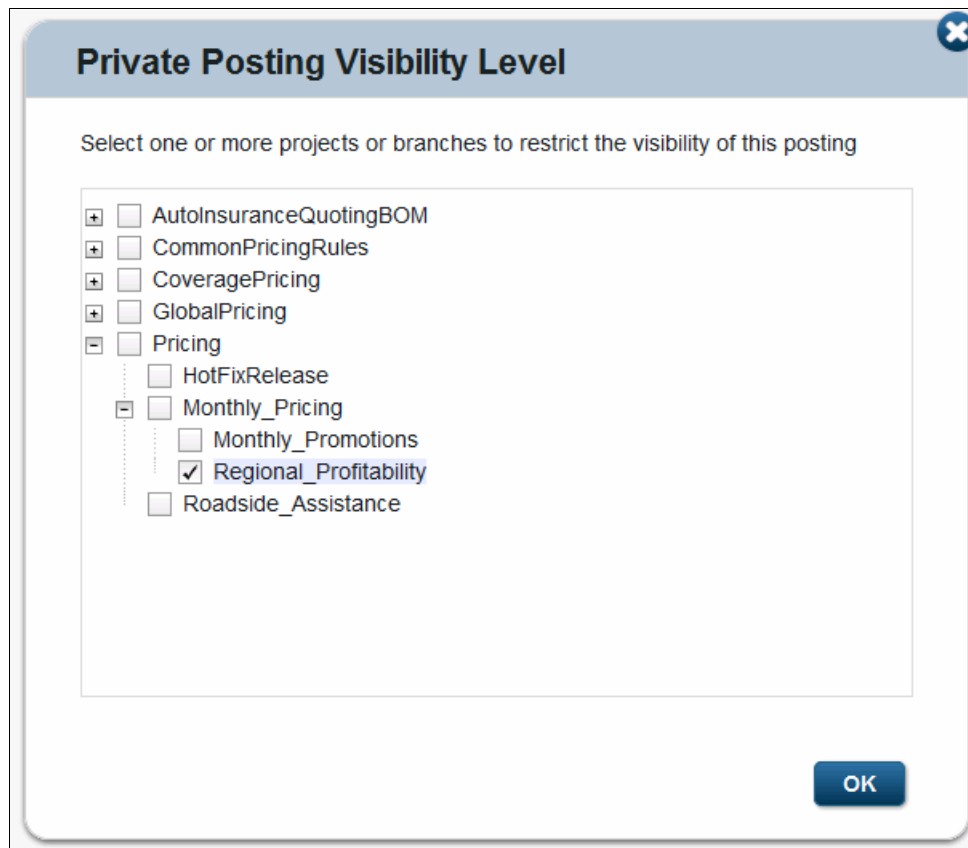 Private Posting Visibility Level
Select one or more projects or branches to restrict the visibility of this posting
AutoInsuranceQuotingBOM
CommonPricingRules
CoveragePricing
GlobalPricing
Pricing
HotFixRelease
Monthly_Pricing
Monthly_Promotions
Regional_Profitability
Roadside_Assistance
OK